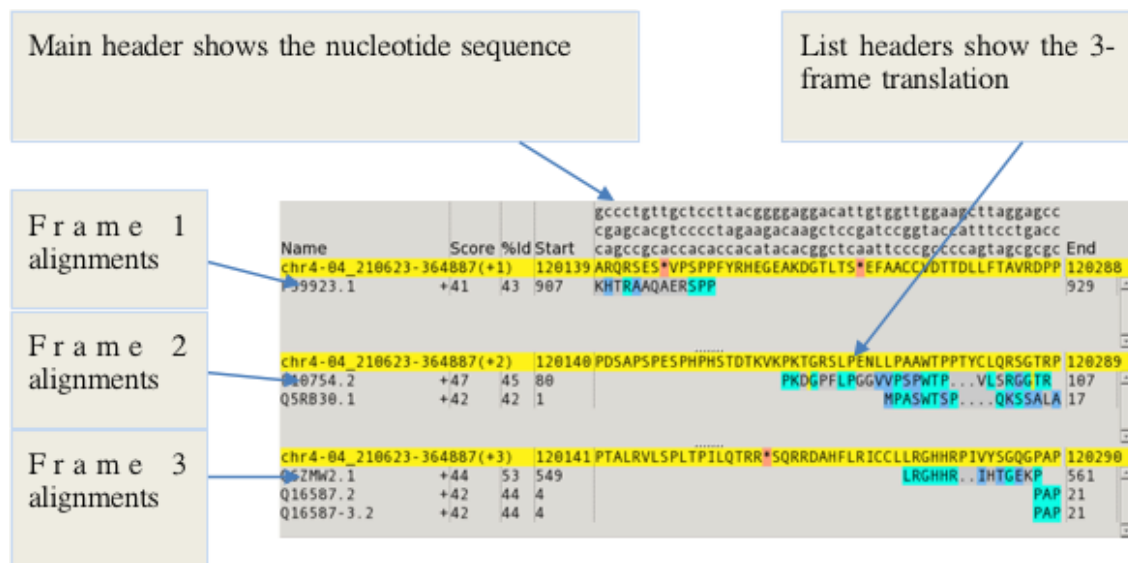 Main header shows the nucleotide sequence
List headers show the 3-
frame translation
Frame 1
alignments
gccctgttgctccttacggggaggacattgtggttggaagcttaggagcc
cgagcacgtcccctagaagacaagctccgatccggtaccatttcctgacc
Name Score %Id Start cagccgcaccaccacaccatacacggctcaattcccgccccagtagcgcgc End
chr4-04_210623-364887(+1) 120139 ARQRSES*VPSPPFYRHEGEAKDGTLTS*EFAACCVDTTDLLFTAVRDPP 120288
+41 43 907 KHTRAAQAERSPP 929
Frame 2
alignments
chr4-04_210623-364887(+2) 120140 PDSAPSPESPHPHSTDTKVKPKTGRSLPENLLPAAWTPPTYCLQRSGTRP 120289
+47 45 80 PKDGPFLPGGVVPSPWTP...VLSRGGTR 107
Q5RB30.1 +42 42 1 MPASWTSP....QKSSALA 17
Frame 3
alignments
chr4-04_210623-364887(+3) 120141 PTALRVLSPLTPILQTRR*SQRRDAHFLRICCLLRGHHRPIVYSGQGPAP 120290
Q6ZMW2.1 +44 53 549 LRGHHR..IHTGEKP 561
Q16587.2 +42 44 4 PAP 21
Q16587-3.2 +42 44 4 PAP 21